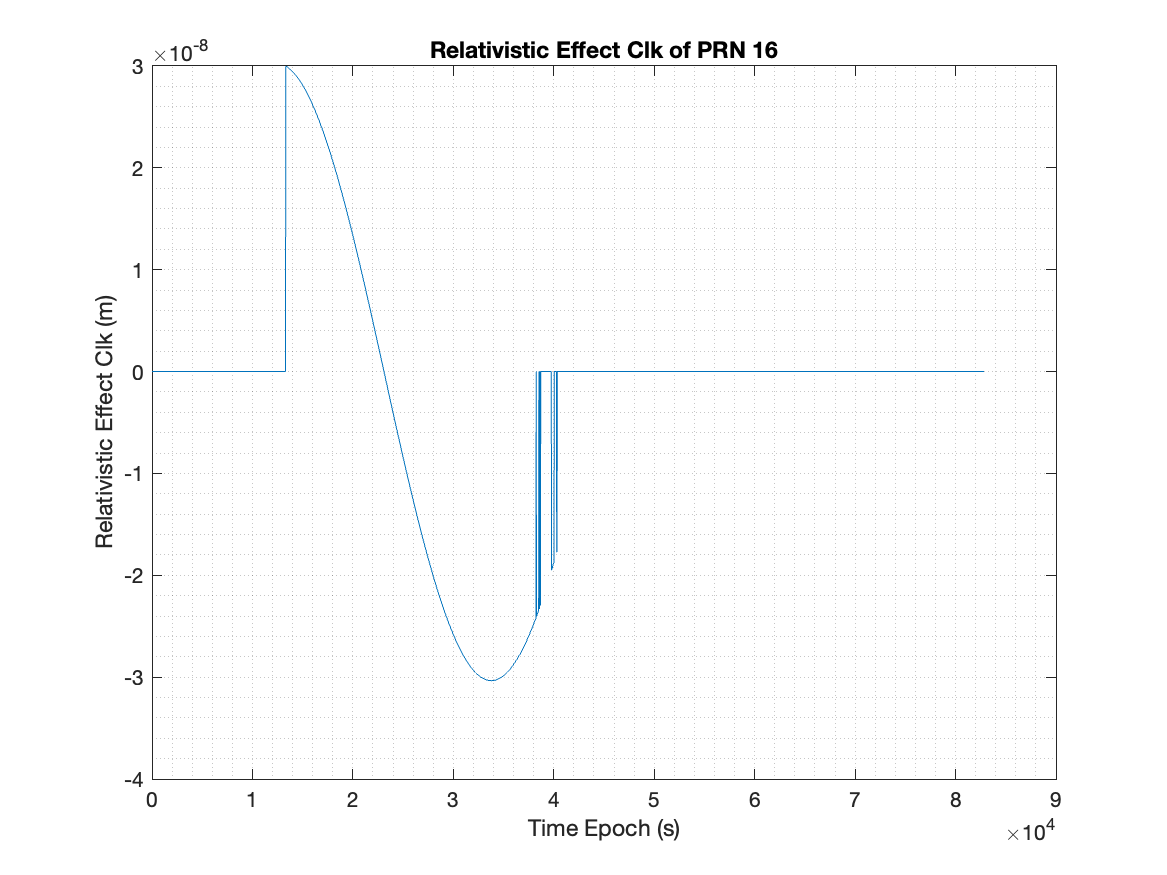 Relativistic Effect Clk of PRN 16
×10-8
3
2
1
0
-1
-2
-3
-4
Relativistic Effect Clk (m)
0 1 2 3 4 5 6 7 8 9
Time Epoch (s)
×104